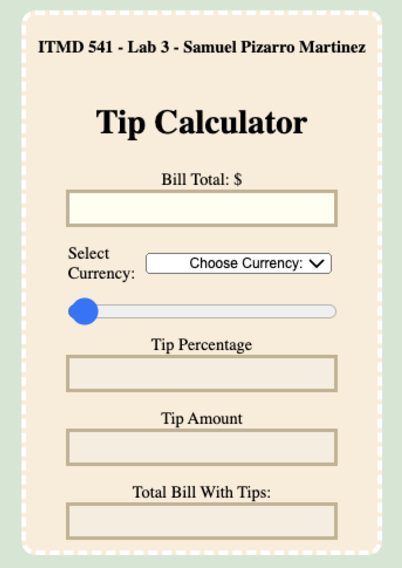 ITMD 541 - Lab 3 - Samuel Pizarro Martinez
Tip Calculator
Bill Total: $
Select
Currency:
Choose Currency:
Tip Percentage
Tip Amount
Total Bill With Tips: